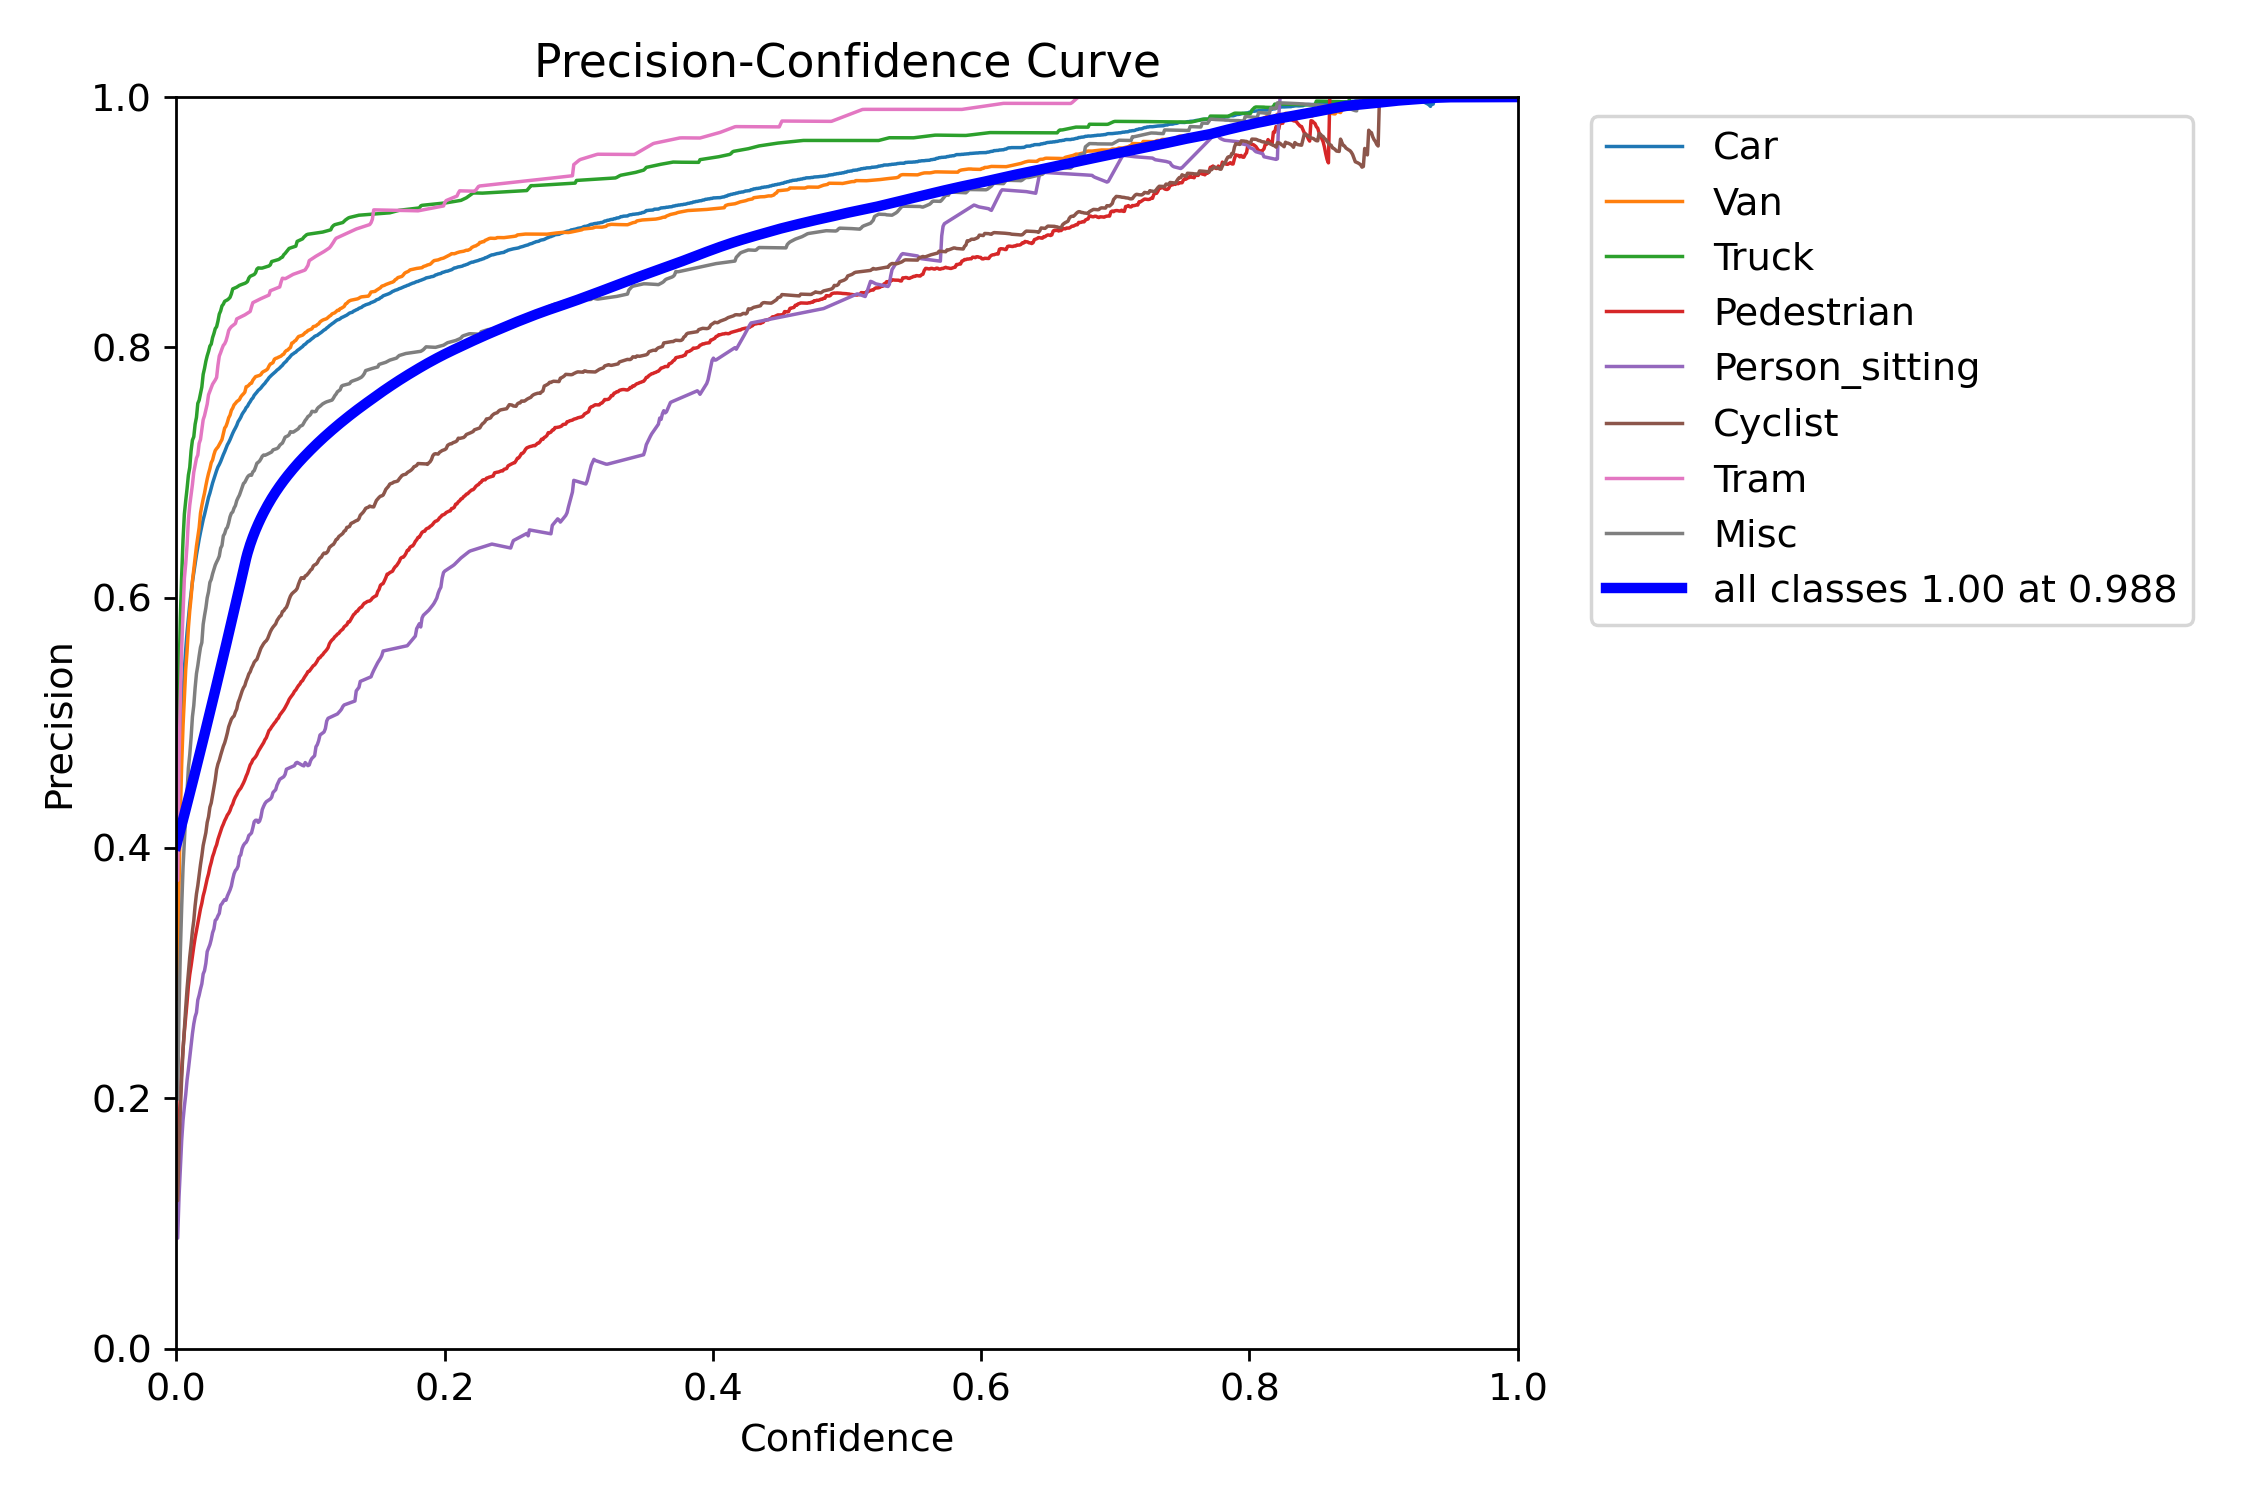 Precision-Confidence Curve
1.0
0.8
0.6
0.4
0.2
0.0
Precision
0.0 0.2 0.4 0.6 0.8 1.0
Confidence
Car
Van
Truck
Pedestrian
Person_sitting
Cyclist
Tram
Misc
all classes 1.00 at 0.988